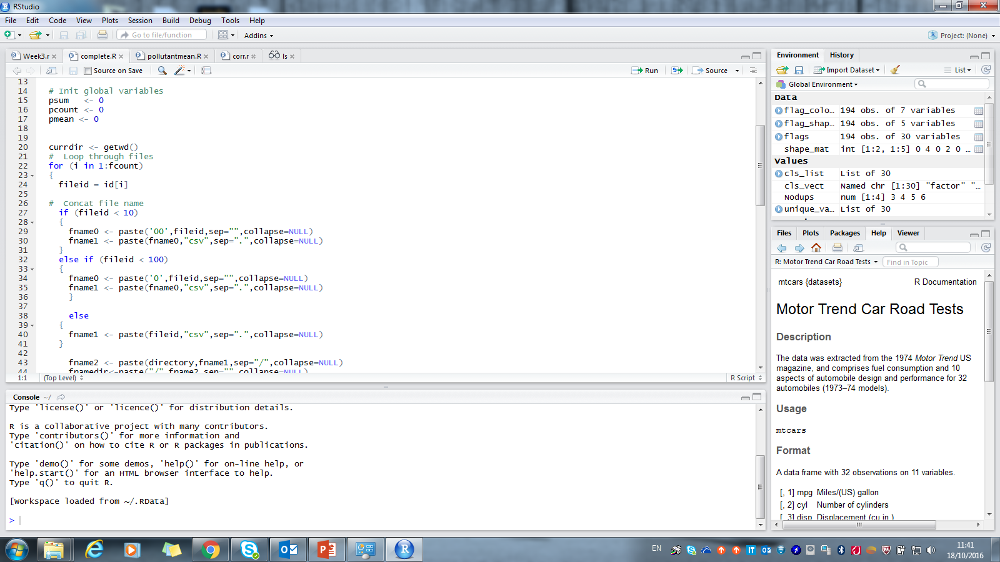 RStudio
File Edit Code View Plots Session Build Debug Tools Help
Go to file/function Addins Project: (None)
Week3.r complete.R pollutantmean.R corr.r ls
Source on Save Run Source
13
14 # Init global variables
15 psum <- 0
16 pcount <- 0
17 pmean <- 0
18
19
20 currdir <- getwd()
21 # Loop through files
22 for (i in 1:fcount)
23 {
24 fileid = id[i]
25
26 # Concat file name
27 if (fileid < 10)
28 {
29 fname0 <- paste('00',fileid,sep="",collapse=NULL)
30 fname1 <- paste(fname0,"csv",sep=".",collapse=NULL)
31 }
32 else if (fileid < 100)
33 {
34 fname0 <- paste('0',fileid,sep="",collapse=NULL)
35 fname1 <- paste(fname0,"csv",sep=".",collapse=NULL)
36 }
37
38 else
39 {
40 fname1 <- paste(fileid,"csv",sep=".",collapse=NULL)
41 }
42
43 fname2 <- paste(directory,fname1,sep="/",collapse=NULL)
44 fnamedir<-paste("/",fname2,sep="",collapse=NULL)
1:1 (Top Level) R Script
Console ~/
Type 'license()' or 'licence()' for distribution details.
R is a collaborative project with many contributors.
Type 'contributors()' for more information and
'citation()' on how to cite R or R packages in publications.
Type 'demo()' for some demos, 'help()' for on-line help, or
'help.start()' for an HTML browser interface to help.
Type 'q()' to quit R.
[Workspace loaded from ~/.RData]
>
Environment History
Import Dataset List
Global Environment
Data
flag_colo... 194 obs. of 7 variables
flag_shap... 194 obs. of 5 variables
flags 194 obs. of 30 variables
shape_mat int [1:2, 1:5] 0 4 0 2 0 ...
Values
cls_list List of 30
cls_vect Named chr [1:30] "factor" "...
Nodups num [1:4] 3 4 5 6
unique_va... List of 30
Files Plots Packages Help Viewer
R: Motor Trend Car Road Tests Find in Topic
mtcars {datasets} R Documentation
Motor Trend Car Road Tests
Description
The data was extracted from the 1974 Motor Trend US
magazine, and comprises fuel consumption and 10
aspects of automobile design and performance for 32
automobiles (1973–74 models).
Usage
mtcars
Format
A data frame with 32 observations on 11 variables.
[, 1] mpg Miles/(US) gallon
[, 2] cyl Number of cylinders
[, 3] disp Displacement (cu.in.)
EN 11:41
18/10/2016